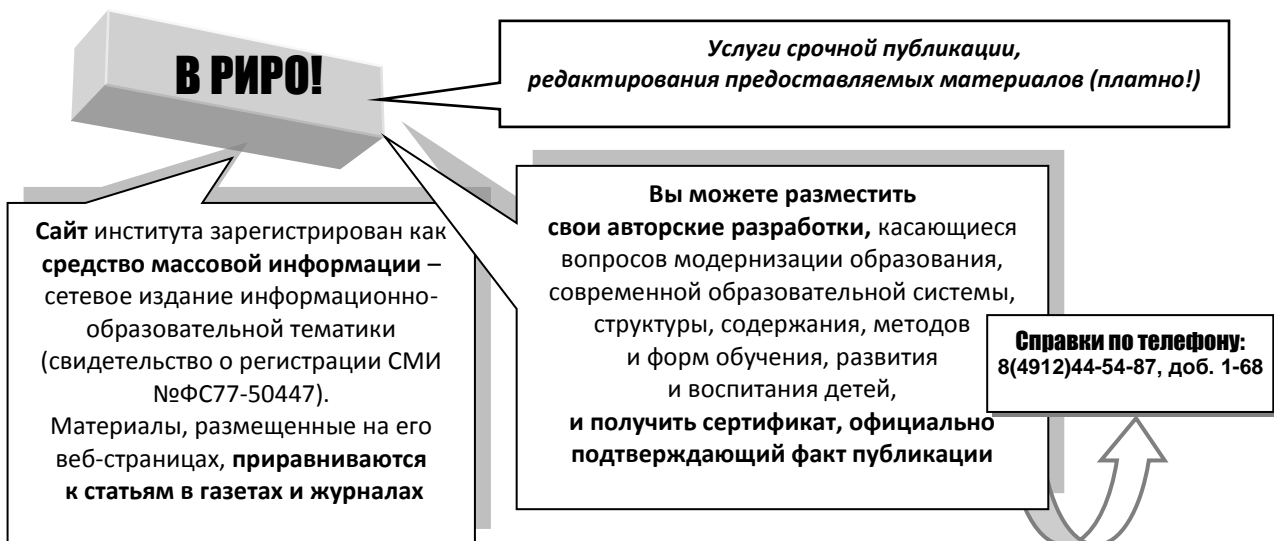 В РИРО!
Услуги срочной публикации,
редактирования предоставляемых материалов (платно!)
Сайт института зарегистрирован как
средство массовой информации –
сетевое издание информационно-
образовательной тематики
(свидетельство о регистрации СМИ
№ФС77-50447).
Материалы, размещенные на его
веб-страницах, приравниваются
к статьям в газетах и журналах
Вы можете разместить
свои авторские разработки, касающиеся
вопросов модернизации образования,
современной образовательной системы,
структуры, содержания, методов
и форм обучения, развития
и воспитания детей,
и получить сертификат, официально
подтверждающий факт публикации
Справки по телефону:
8(4912)44-54-87, доб. 1-68